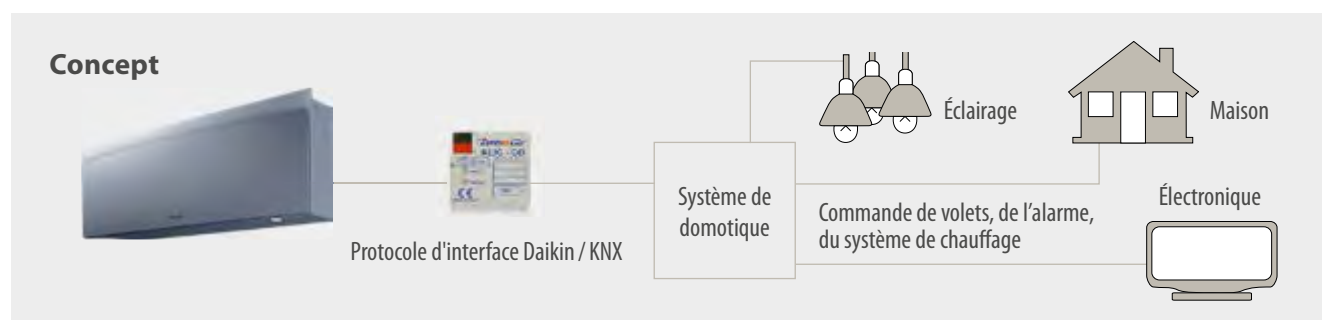 Concept
Éclairage
Maison
Système de
domotique
Électronique
Commande de volets, de l'alarme,
du système de chauffage
Protocole d'interface Daikin / KNX